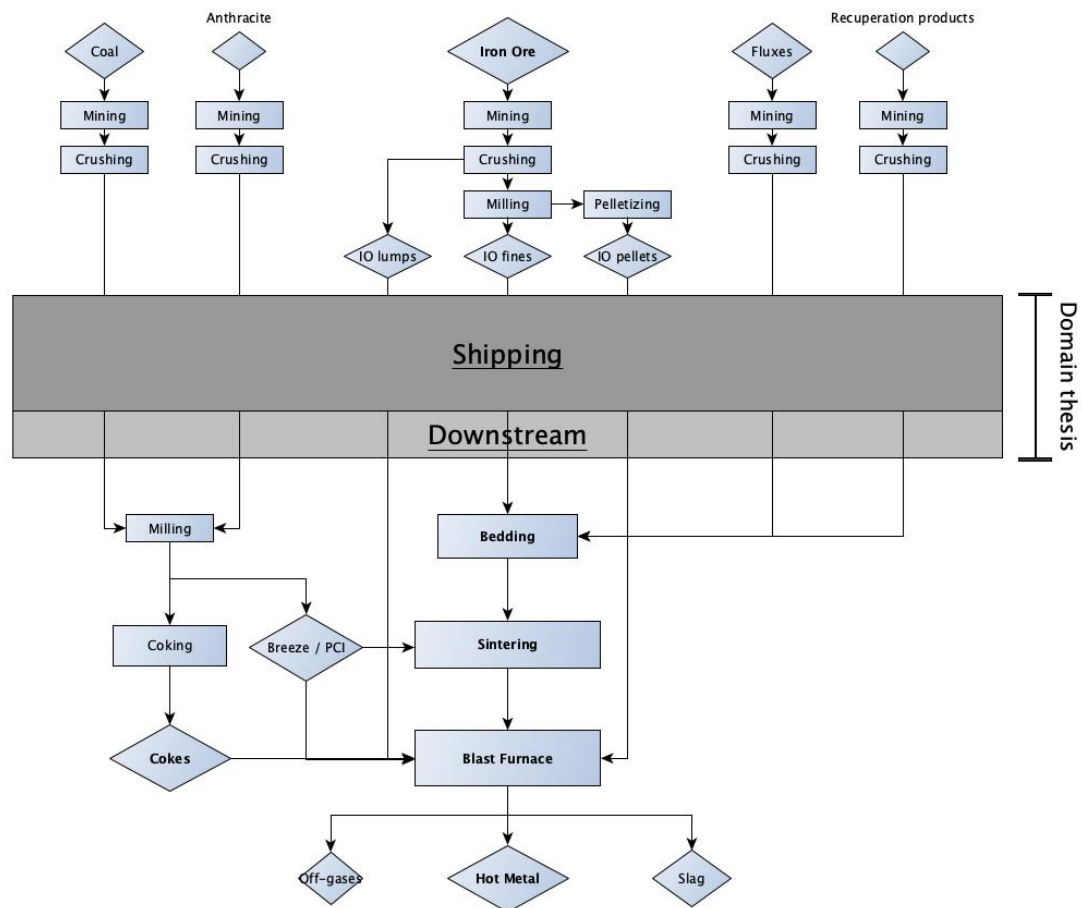 Anthracite
Recuperation products
Coal
Iron Ore
Fluxes
Mining
Mining
Mining
Mining
Mining
Crushing
Crushing
Crushing
Crushing
Crushing
Milling
Pelletizing
IO lumps
IO fines
IO pellets
Shipping
Downstream
Domain thesis
Milling
Bedding
Coking
Breeze / PCI
Sintering
Cokes
Blast Furnace
Off-gases
Hot Metal
Slag